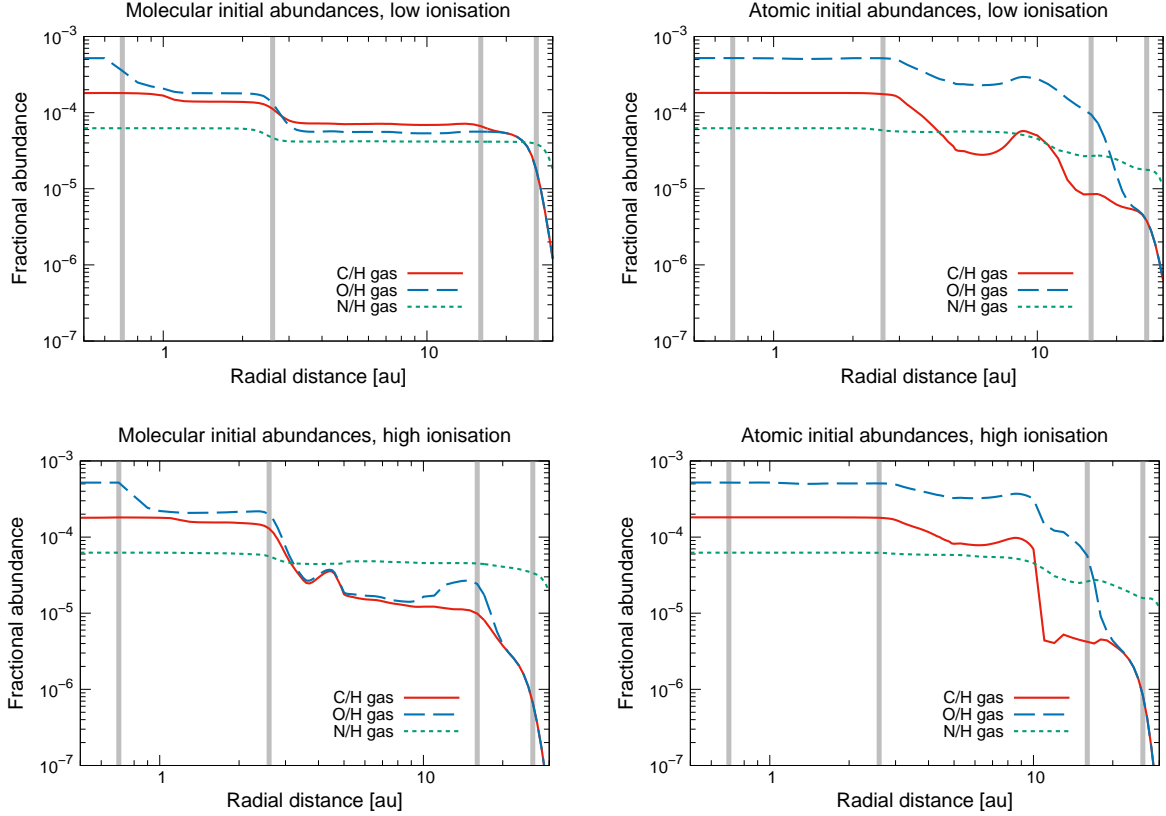 Molecular initial abundances, low ionisation
10⁻³
10⁻⁴
10⁻⁵
10⁻⁶
10⁻⁷
Fractional abundance
C/H gas
O/H gas
N/H gas
1 10
Radial distance [au]
Atomic initial abundances, low ionisation
10⁻³
10⁻⁴
10⁻⁵
10⁻⁶
10⁻⁷
Fractional abundance
C/H gas
O/H gas
N/H gas
1 10
Radial distance [au]
Molecular initial abundances, high ionisation
10⁻³
10⁻⁴
10⁻⁵
10⁻⁶
10⁻⁷
Fractional abundance
C/H gas
O/H gas
N/H gas
1 10
Radial distance [au]
Atomic initial abundances, high ionisation
10⁻³
10⁻⁴
10⁻⁵
10⁻⁶
10⁻⁷
Fractional abundance
C/H gas
O/H gas
N/H gas
1 10
Radial distance [au]